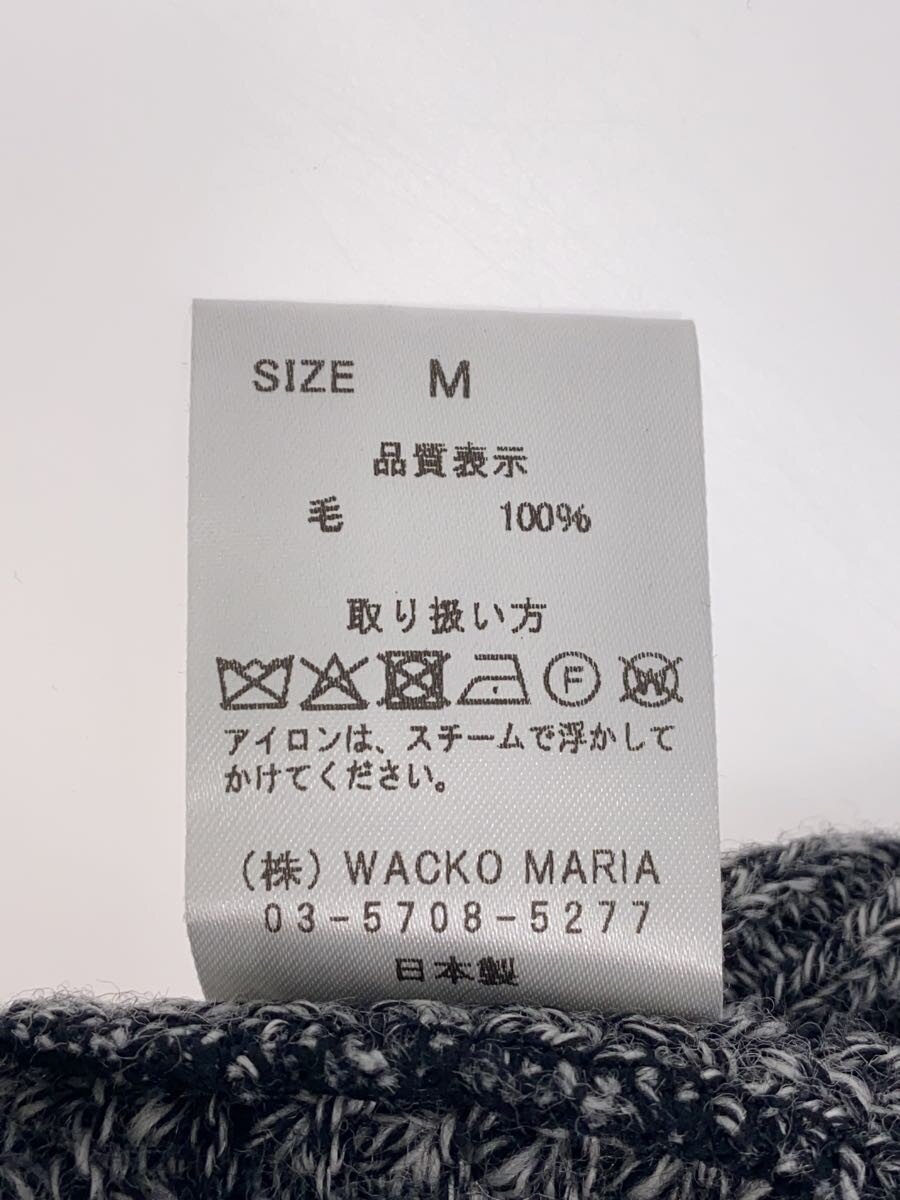 SIZE M
品質表示
毛 100%
取り扱い方
F W
アイロンは、スチームで浮かして
かけてください。
(株) WACKO MARIA
03-5708-5277
日本製